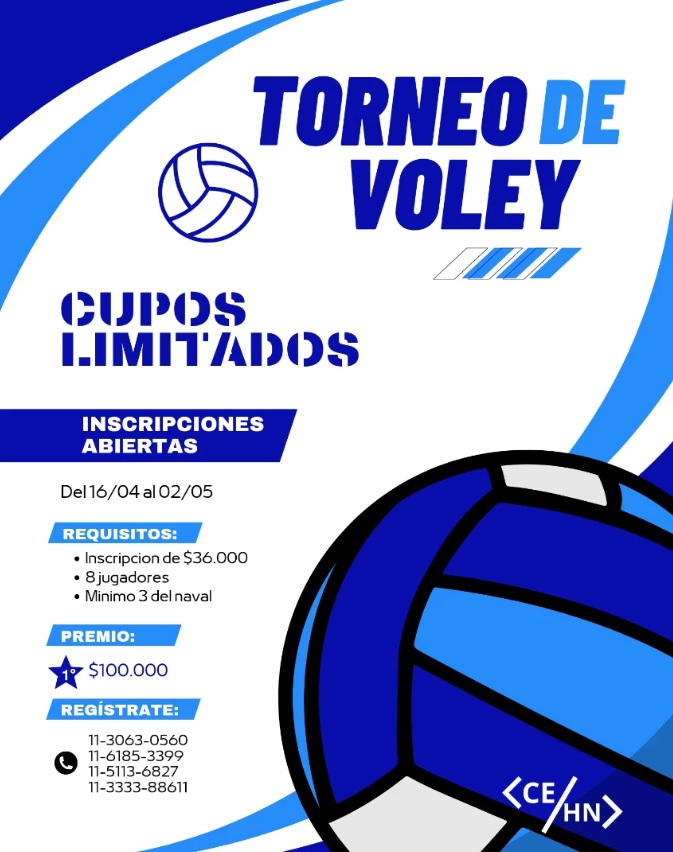 TORNEO DE
VOLEY
CUPOS
LIMITADOS
INSCRIPCIONES
ABIERTAS
Del 16/04 al 02/05
REQUISITOS:
• Inscripcion de $36.000
• 8 jugadores
• Minimo 3 del naval
PREMIO:
1° $100.000
REGÍSTRATE:
11-3063-0560
11-6185-3399
11-5113-6827
11-3333-88611
<CE/HN>